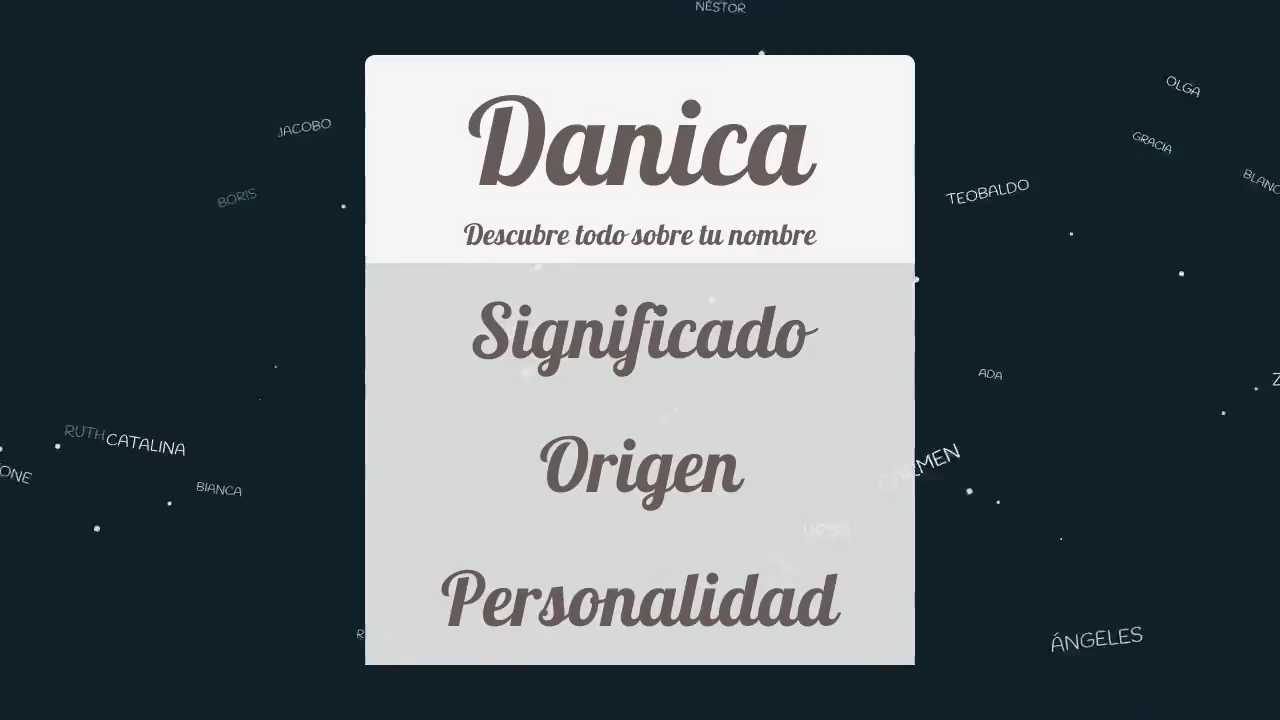 NÉSTOR
OLGA
JACOBO
GRACIA
BORIS
TEOBALDO
Danica
Descubre todo sobre tu nombre
Significado
ADA
RUTH
CATALINA
BIANCA
Origen
Personalidad
ÁNGELES